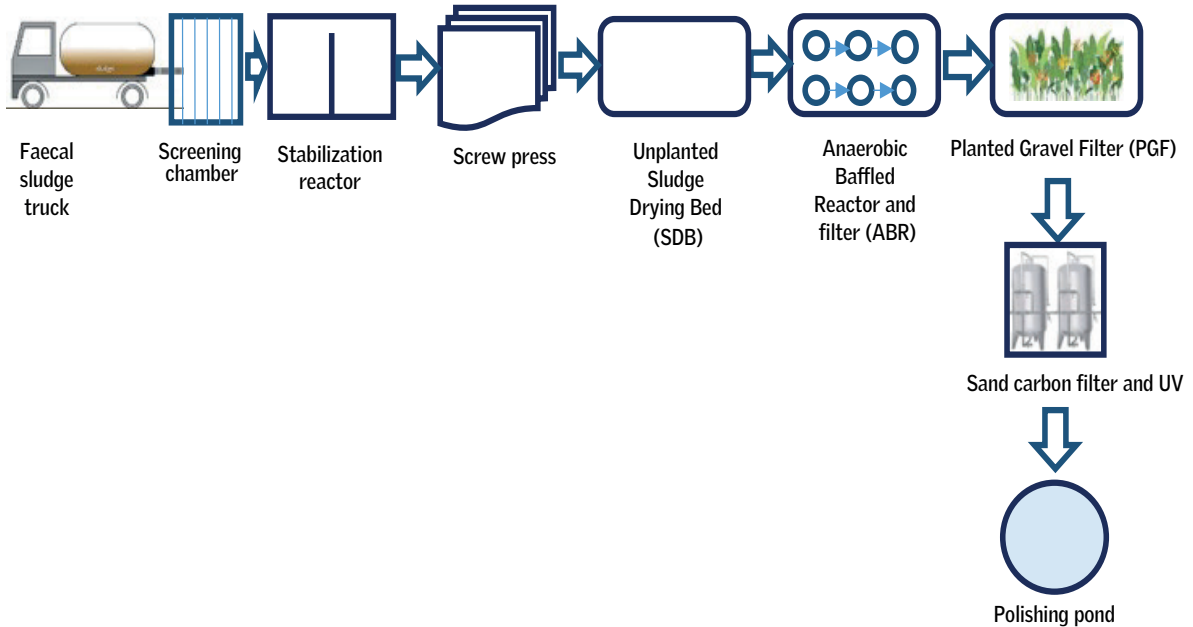 Faecal
sludge
truck
Screening
chamber
Stabilization
reactor
Screw press
Unplanted
Sludge
Drying Bed
(SDB)
Anaerobic
Baffled
Reactor and
filter (ABR)
Planted Gravel Filter (PGF)
Sand carbon filter and UV
Polishing pond